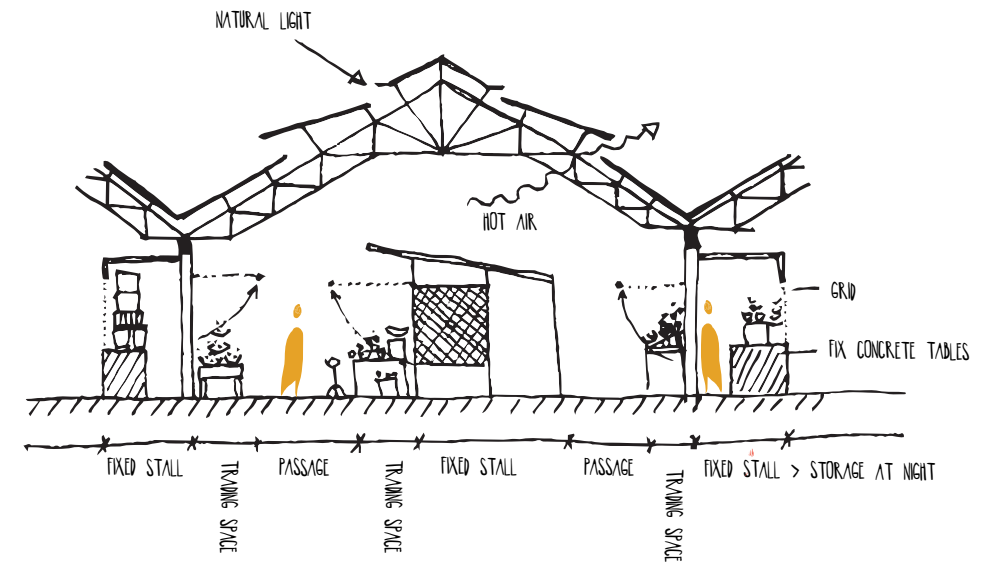 NATURAL LIGHT
HOT AIR
GRID
FIX CONCRETE TABLES
FIXED STALL
TRADING SPACE
PASSAGE
TRADING SPACE
FIXED STALL
PASSAGE
TRADING SPACE
FIXED STALL > STORAGE AT NIGHT